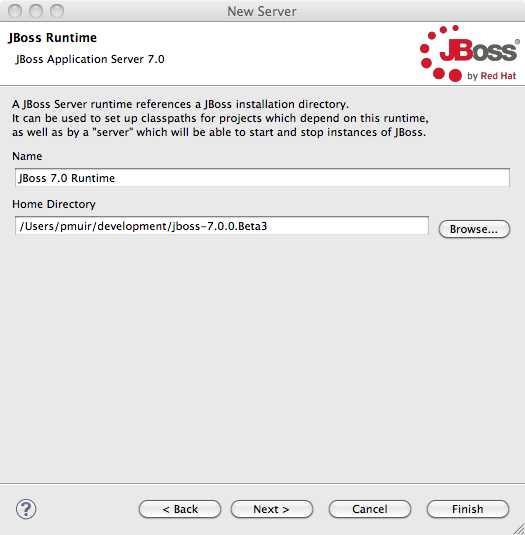 New Server
JBoss Runtime
JBoss Application Server 7.0
JBoss®
by Red Hat
A JBoss Server runtime references a JBoss installation directory.
It can be used to set up classpaths for projects which depend on this runtime,
as well as by a "server" which will be able to start and stop instances of JBoss.
Name
JBoss 7.0 Runtime
Home Directory
/Users/pmuir/development/jboss-7.0.0.Beta3
Browse...
?
< Back
Next >
Cancel
Finish